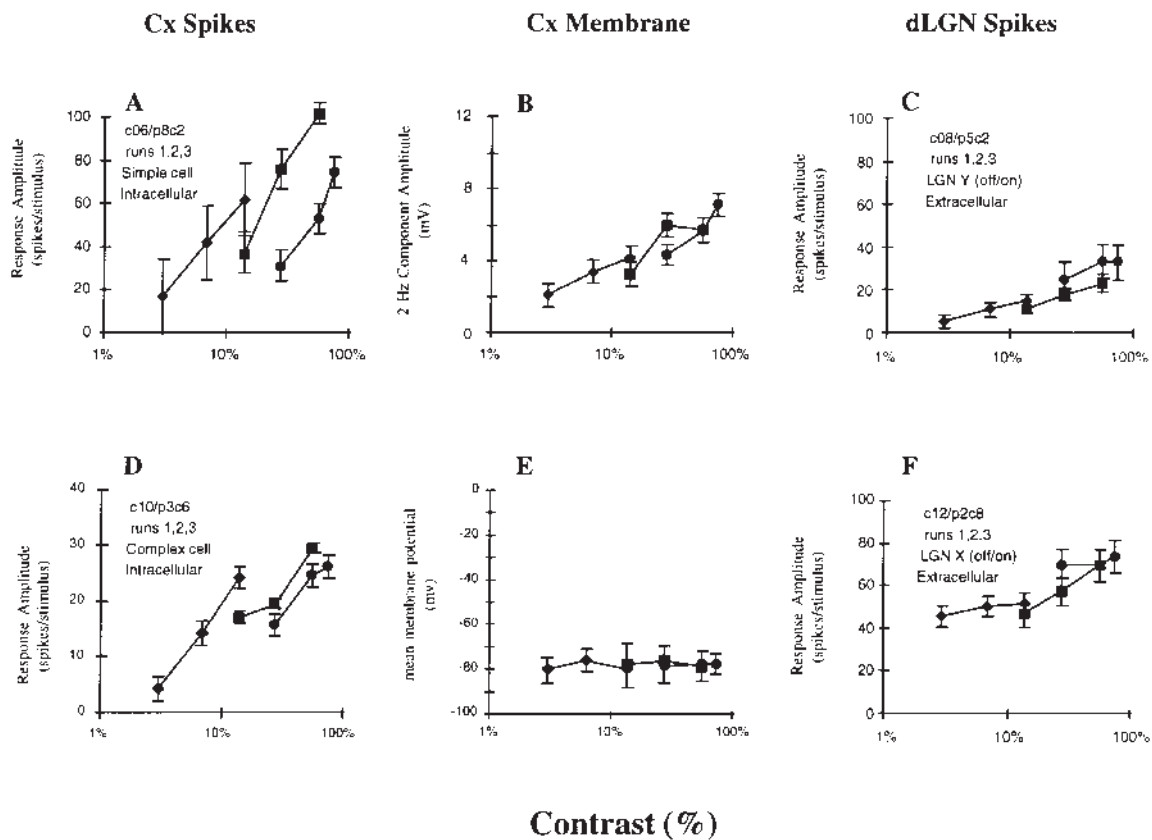 Cx Spikes
Cx Membrane
dLGN Spikes
A
c06/p8c2
runs 1,2,3
Simple cell
Intracellular
Response Amplitude
(spikes/stimulus)
100
80
60
40
20
0
1%
10%
100%
B
2 Hz Component Amplitude
(mV)
12
8
4
0
1%
10%
100%
C
c08/p5c2
runs 1,2,3
LGN Y (off/on)
Extracellular
Response Amplitude
(spikes/stimulus)
100
80
60
40
20
0
1%
10%
100%
D
c10/p3c6
runs 1,2,3
Complex cell
Intracellular
Response Amplitude
(spikes/stimulus)
40
30
20
10
0
1%
10%
100%
E
mean membrane potential
(mv)
0
-20
-40
-60
-80
-100
1%
10%
100%
F
c12/p2c8
runs 1,2,3
LGN X (off/on)
Extracellular
Response Amplitude
(spikes/stimulus)
100
80
60
40
20
0
1%
10%
100%
Contrast (%)